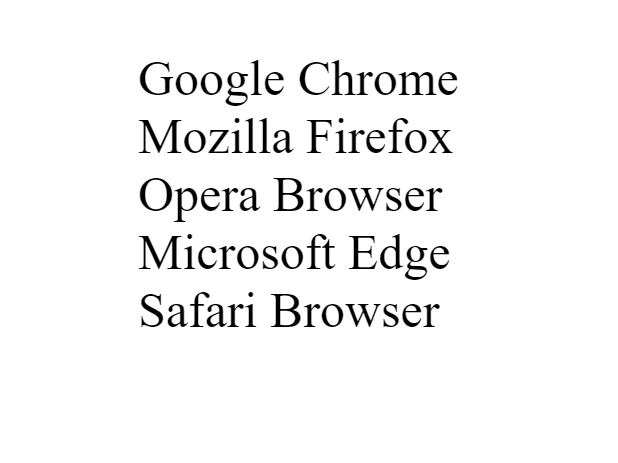 Google Chrome
Mozilla Firefox
Opera Browser
Microsoft Edge
Safari Browser